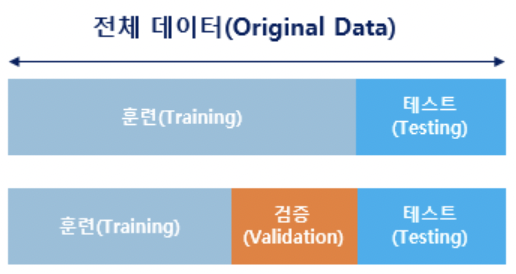 전체 데이터(Original Data)
훈련(Training)
테스트
(Testing)
훈련(Training)
검증
(Validation)
테스트
(Testing)